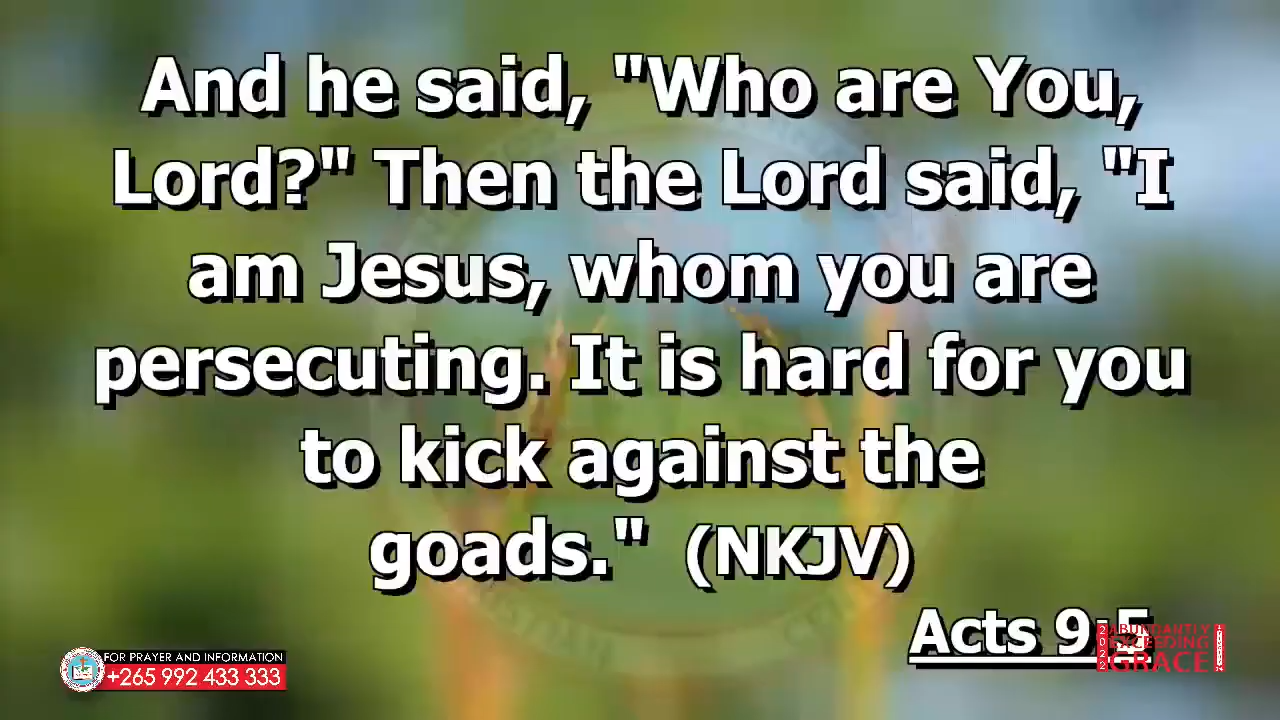 And he said, "Who are You,
Lord?" Then the Lord said, "I
am Jesus, whom you are
persecuting. It is hard for you
to kick against the
goads." (NKJV)
Acts 9:5
2022 ABUNDANTLY
EXCEEDING
GRACE
FOR PRAYER AND INFORMATION
+265 992 433 333